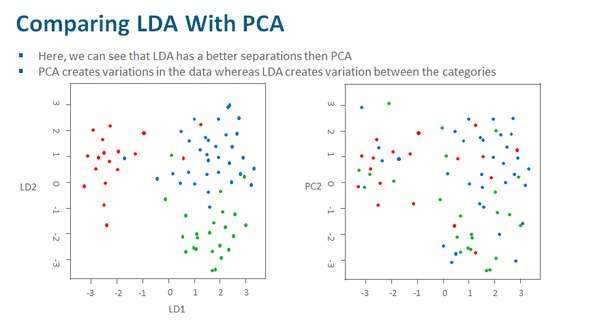 Comparing LDA With PCA
Here, we can see that LDA has a better separations then PCA
PCA creates variations in the data whereas LDA creates variation between the categories
3
2
1
0
-1
-2
-3
LD2
-3 -2 -1 0 1 2 3
LD1
3
2
1
0
-1
-2
-3
PC2
-3 -2 -1 0 1 2 3